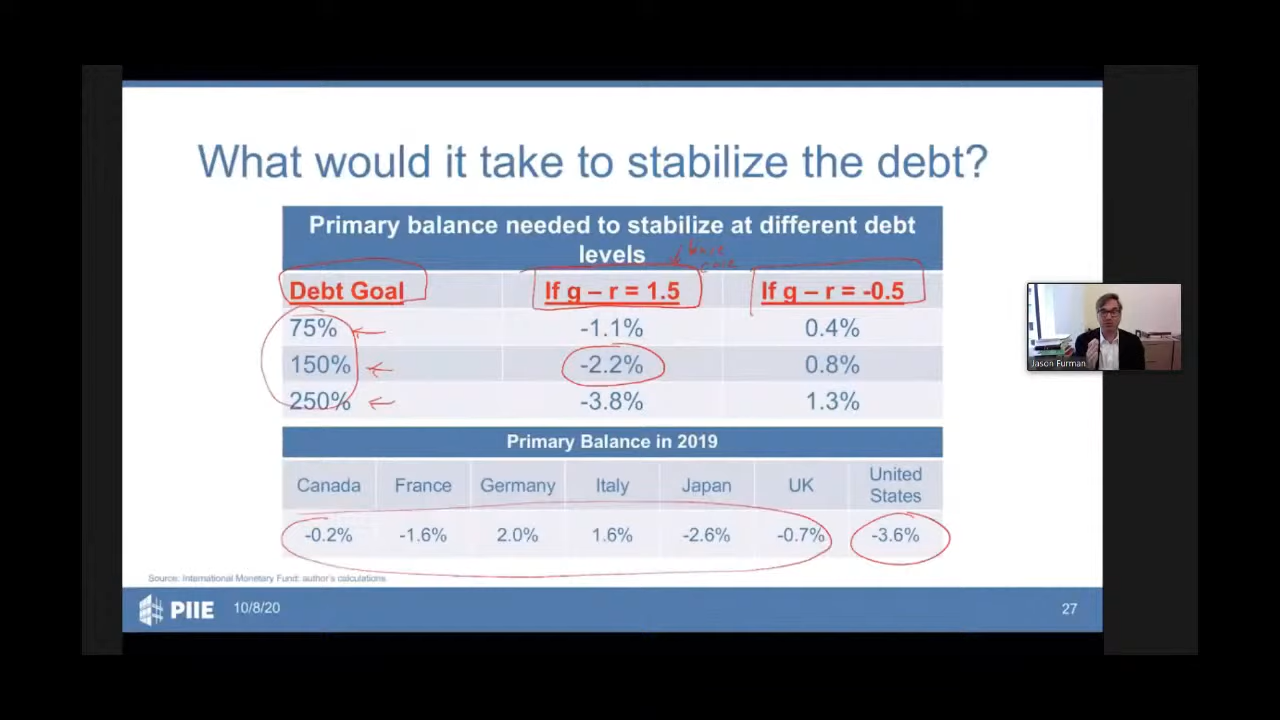 What would it take to stabilize the debt?
Primary balance needed to stabilize at different debt
levels
Base
case
Debt Goal If g – r = 1.5 If g – r = -0.5
75% -1.1% 0.4%
150% -2.2% 0.8%
250% -3.8% 1.3%
Primary Balance in 2019
Canada France Germany Italy Japan UK United States
-0.2% -1.6% 2.0% 1.6% -2.6% -0.7% -3.6%
Source: International Monetary Fund; author's calculations.
PIIE 10/8/20 27
Jason Furman